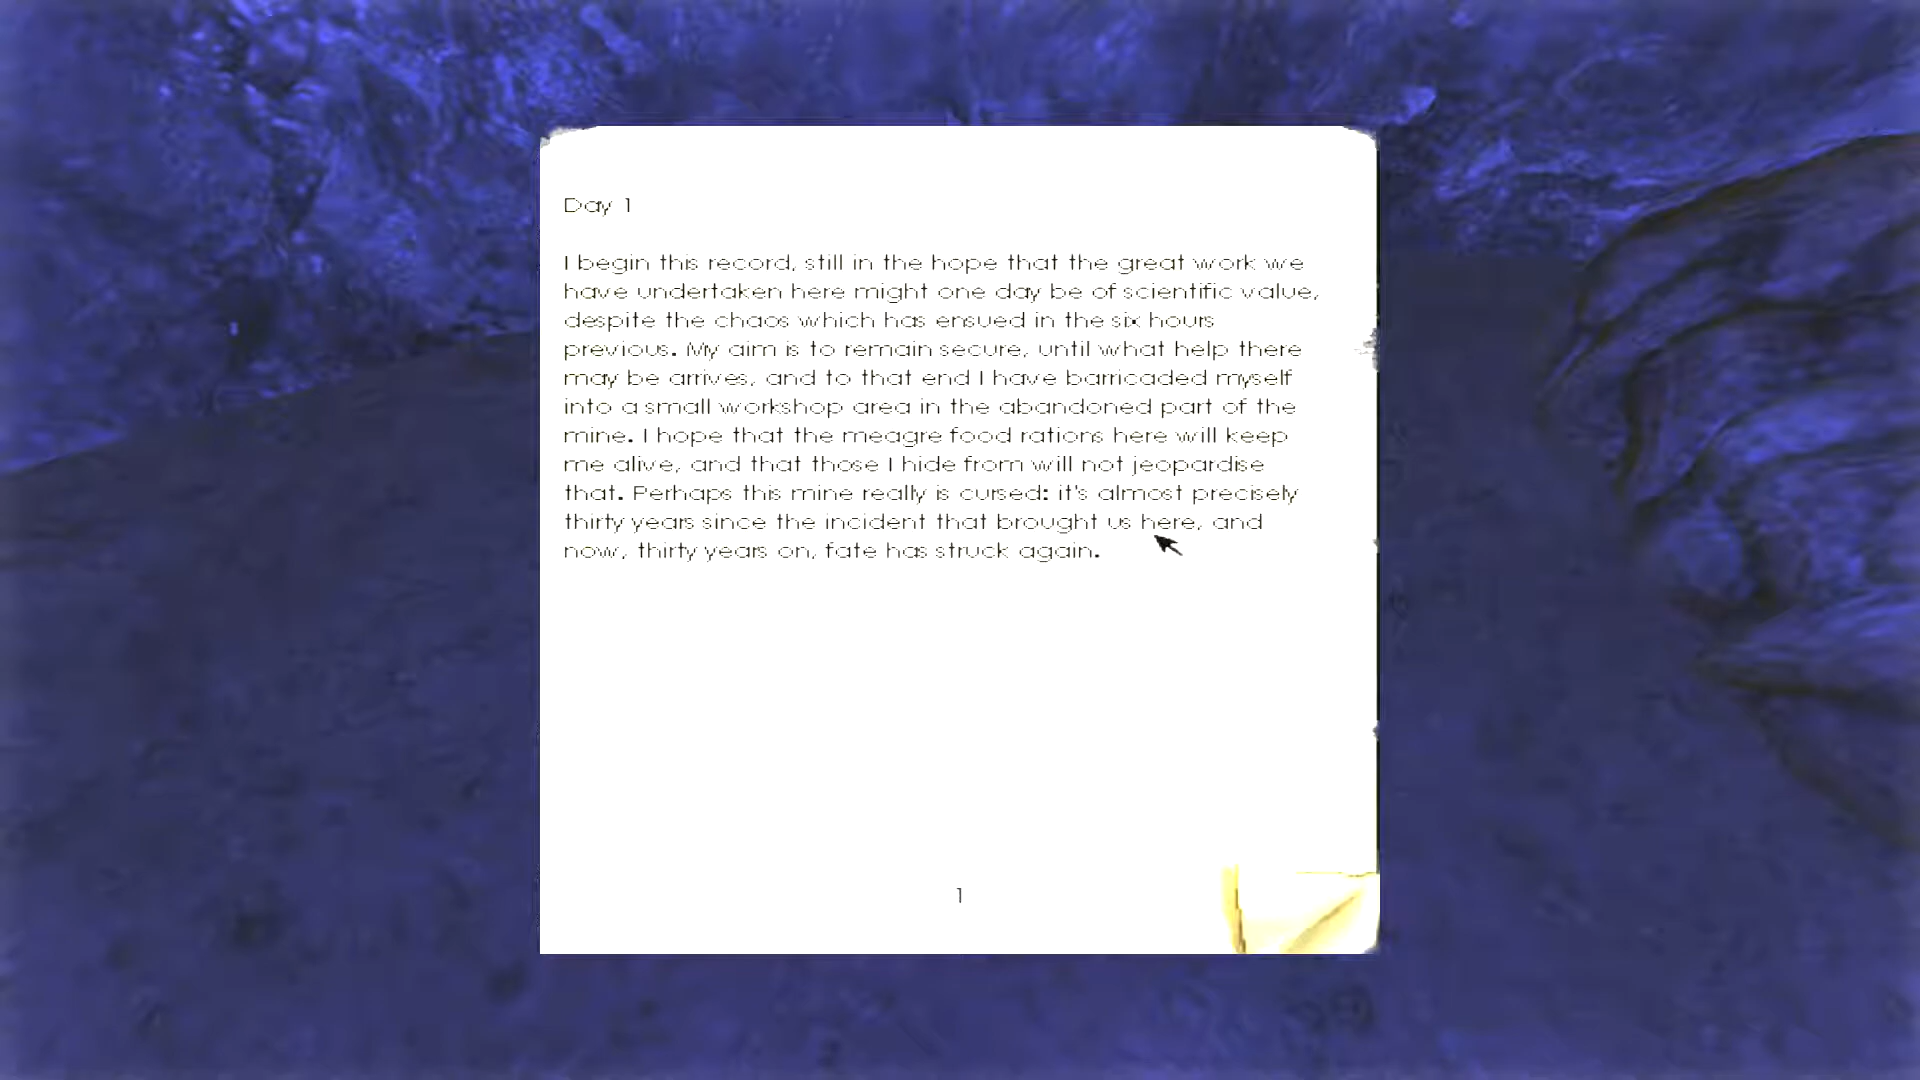 Day 1
I begin this record, still in the hope that the great work we
have undertaken here might one day be of scientific value,
despite the chaos which has ensued in the six hours
previous. My aim is to remain secure, until what help there
may be arrives, and to that end I have barricaded myself
into a small workshop area in the abandoned part of the
mine. I hope that the meagre food rations here will keep
me alive, and that those I hide from will not jeopardise
that. Perhaps this mine really is cursed: it's almost precisely
thirty years since the incident that brought us here, and
now, thirty years on, fate has struck again.
1